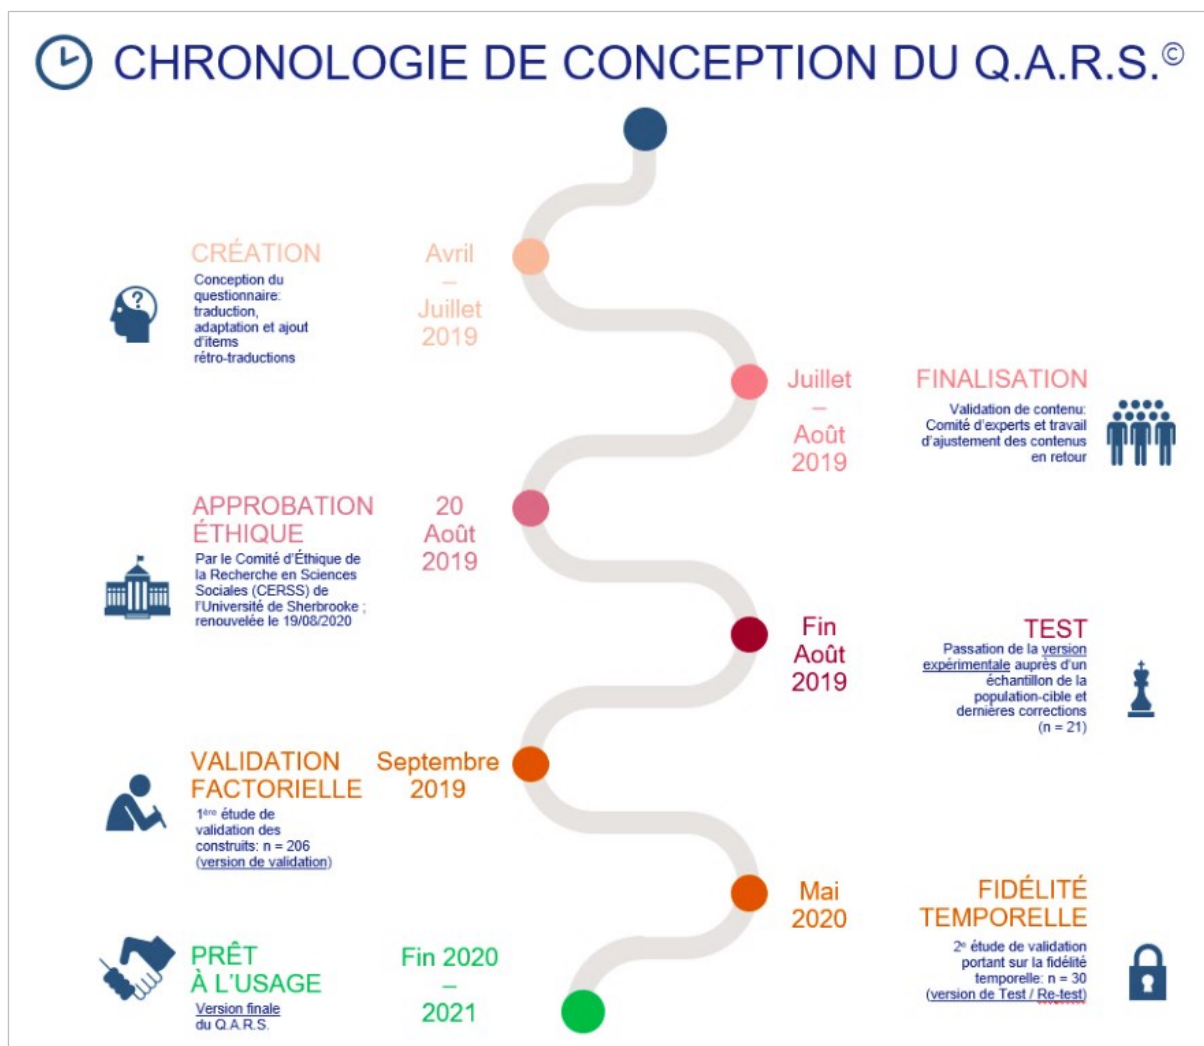 CHRONOLOGIE DE CONCEPTION DU Q.A.R.S.©
CRÉATION
Conception du
questionnaire:
traduction,
adaptation et ajout
d'items
rétro-traductions
Avril
–
Juillet
2019
Juillet
–
Août
2019
FINALISATION
Validation de contenu:
Comité d'experts et travail
d'ajustement des contenus
en retour
APPROBATION
ÉTHIQUE
Par le Comité d'Éthique de
la Recherche en Sciences
Sociales (CERSS) de
l'Université de Sherbrooke ;
renouvelée le 19/08/2020
20
Août
2019
Fin
Août
2019
TEST
Passation de la version
expérimentale auprès d'un
échantillon de la
population-cible et
dernières corrections
(n = 21)
VALIDATION
FACTORIELLE
1ère étude de
validation des
construits: n = 206
(version de validation)
Septembre
2019
Mai
2020
FIDÉLITÉ
TEMPORELLE
2e étude de validation
portant sur la fidélité
temporelle: n = 30
(version de Test / Re-test)
PRÊT
À L'USAGE
Version finale
du Q.A.R.S.
Fin 2020
–
2021